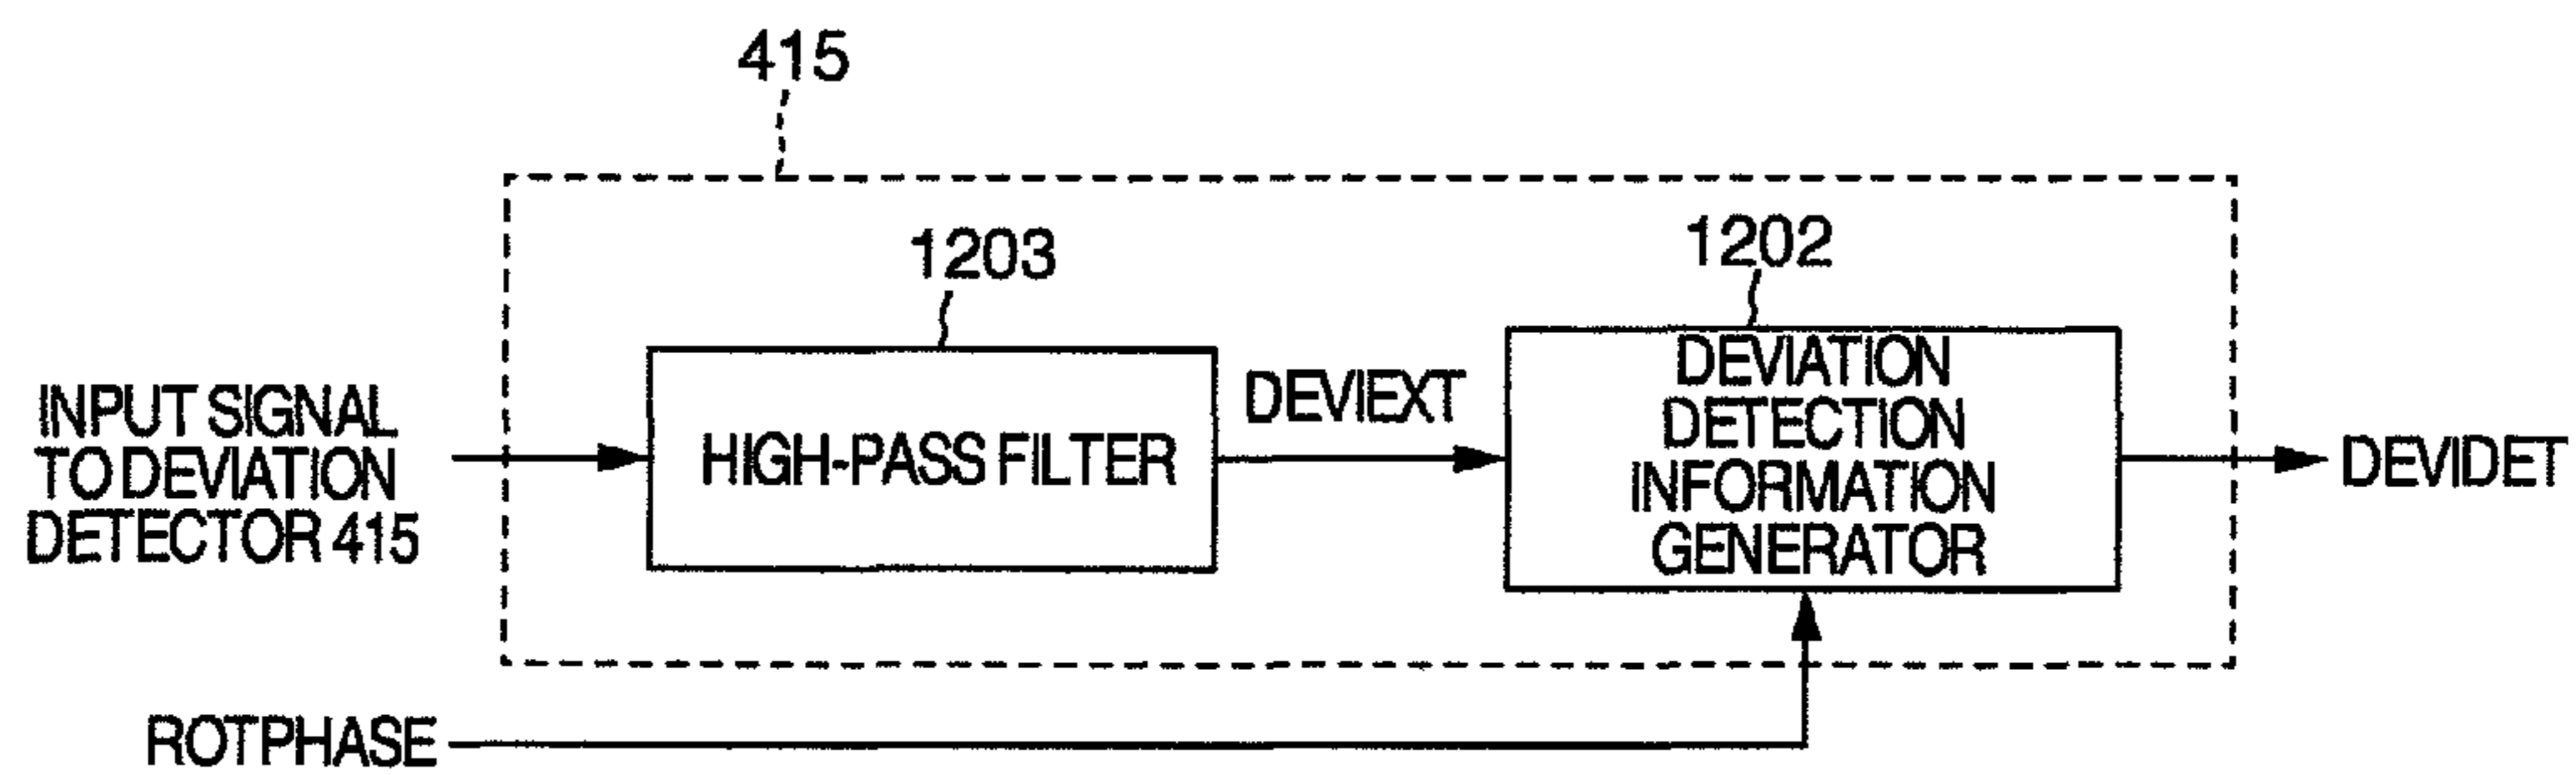 415
1203
1202
INPUT SIGNAL
TO DEVIATION
DETECTOR 415
HIGH-PASS FILTER
DEVIEXT
DEVIATION
DETECTION
INFORMATION
GENERATOR
DEVIDET
ROTPHASE